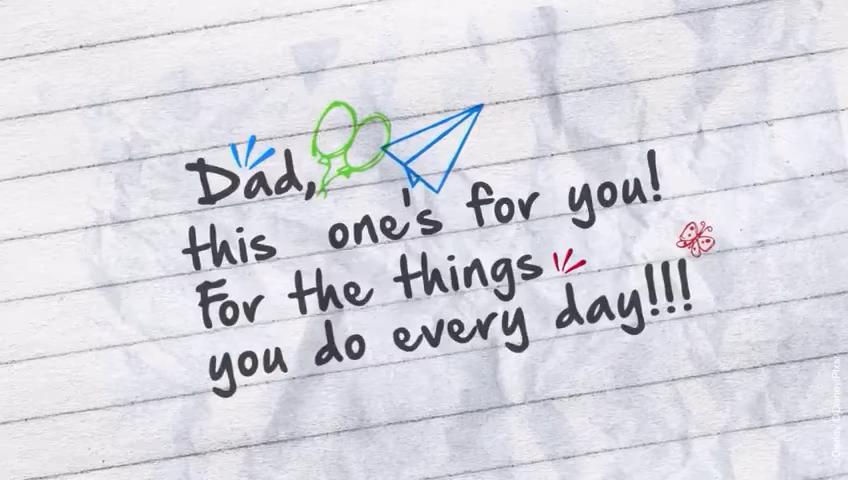 Dad,
this one's for you!
For the things
you do every day!!!